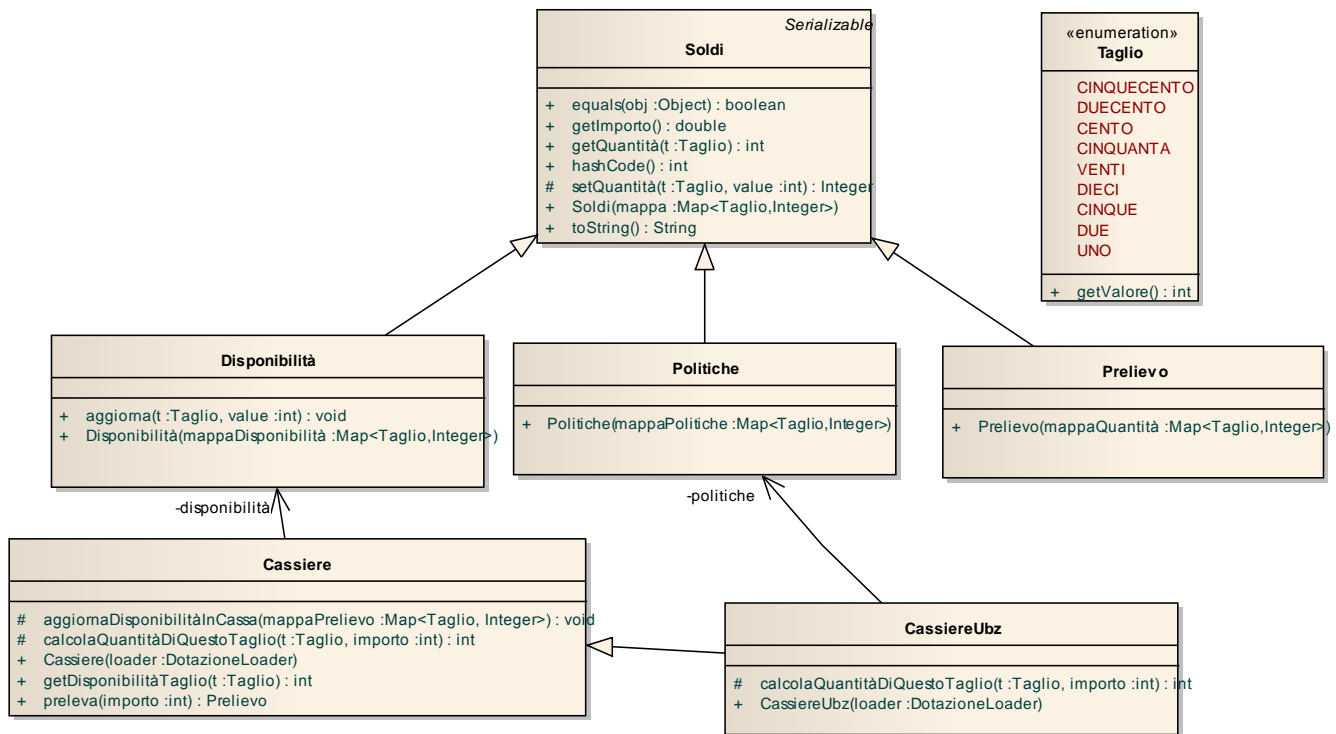 Serializable
Soldi
+ equals(obj :Object) : boolean
+ getImporto() : double
+ getQuantità(t :Taglio) : int
+ hashCode() : int
# setQuantità(t :Taglio, value :int) : Integer
+ Soldi(mappa :Map<Taglio,Integer>)
+ toString() : String
«enumeration»
Taglio
CINQUECENTO
DUECENTO
CENTO
CINQUANTA
VENTI
DIECI
CINQUE
DUE
UNO
+ getValore() : int
Disponibilità
+ aggiorna(t :Taglio, value :int) : void
+ Disponibilità(mappaDisponibilità :Map<Taglio,Integer>)
Politiche
+ Politiche(mappaPolitiche :Map<Taglio,Integer>)
Prelievo
+ Prelievo(mappaQuantità :Map<Taglio,Integer>)
-disponibilità
-politiche
Cassiere
# aggiornaDisponibilitàInCassa(mappaPrelievo :Map<Taglio, Integer>) : void
# calcolaQuantitàDiQuestoTaglio(t :Taglio, importo :int) : int
+ Cassiere(loader :DotazioneLoader)
+ getDisponibilitàTaglio(t :Taglio) : int
+ preleva(importo :int) : Prelievo
CassiereUbz
# calcolaQuantitàDiQuestoTaglio(t :Taglio, importo :int) : int
+ CassiereUbz(loader :DotazioneLoader)